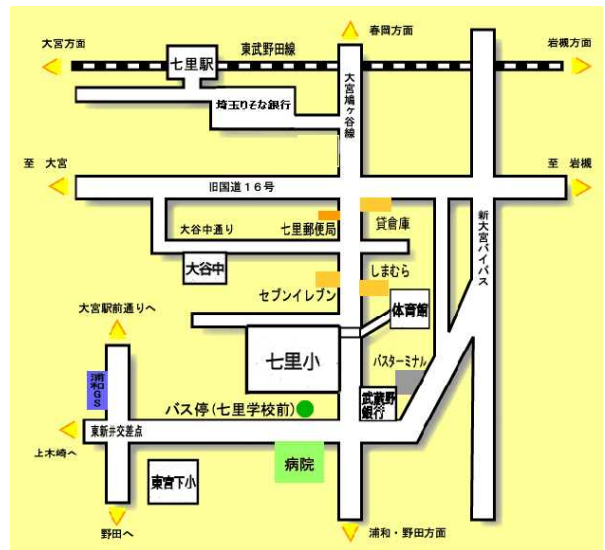 春岡方面
大宮方面
東武野田線
岩槻方面
七里駅
大宮鳩ヶ谷線
埼玉りそな銀行
至 大宮
至 岩槻
旧国道16号
新大宮バイパス
大谷中通り
七里郵便局
貸倉庫
大谷中
しまむら
セブンイレブン
大宮駅前通りへ
体育館
七里小
バスターミナル
浦和GS
武蔵野
銀行
バス停(七里学校前)
東新井交差点
上木崎へ
病院
東宮下小
野田へ
浦和・野田方面